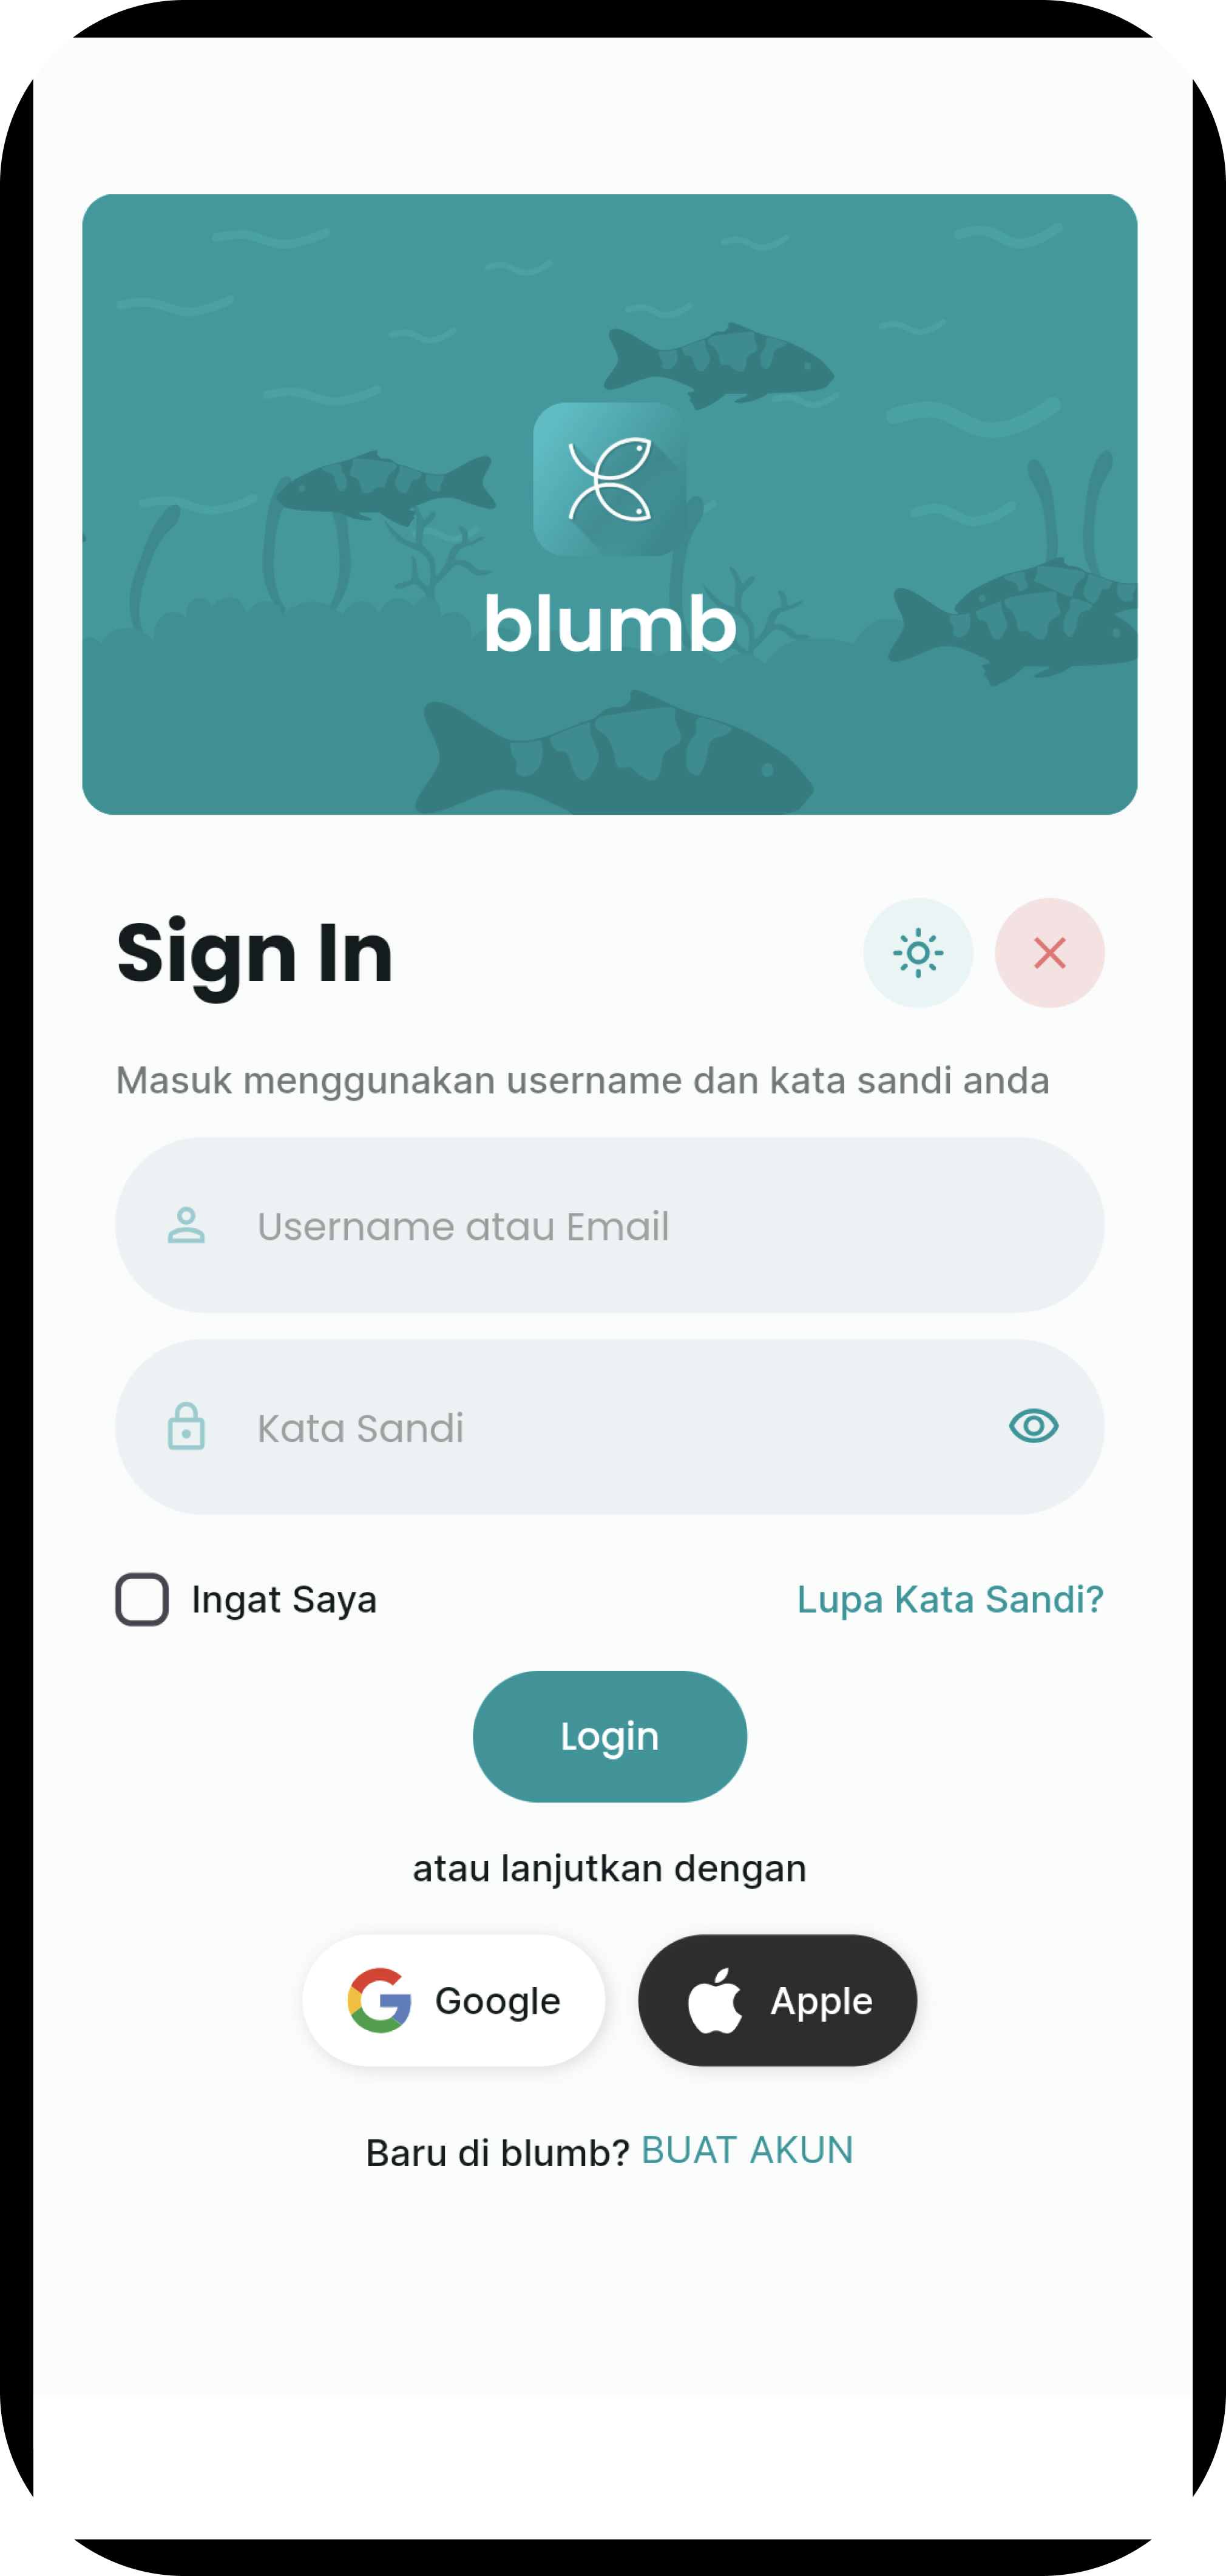 blumb
Sign In
Masuk menggunakan username dan kata sandi anda
Username atau Email
Kata Sandi
Ingat Saya
Lupa Kata Sandi?
Login
atau lanjutkan dengan
Google
Apple
Baru di blumb? BUAT AKUN